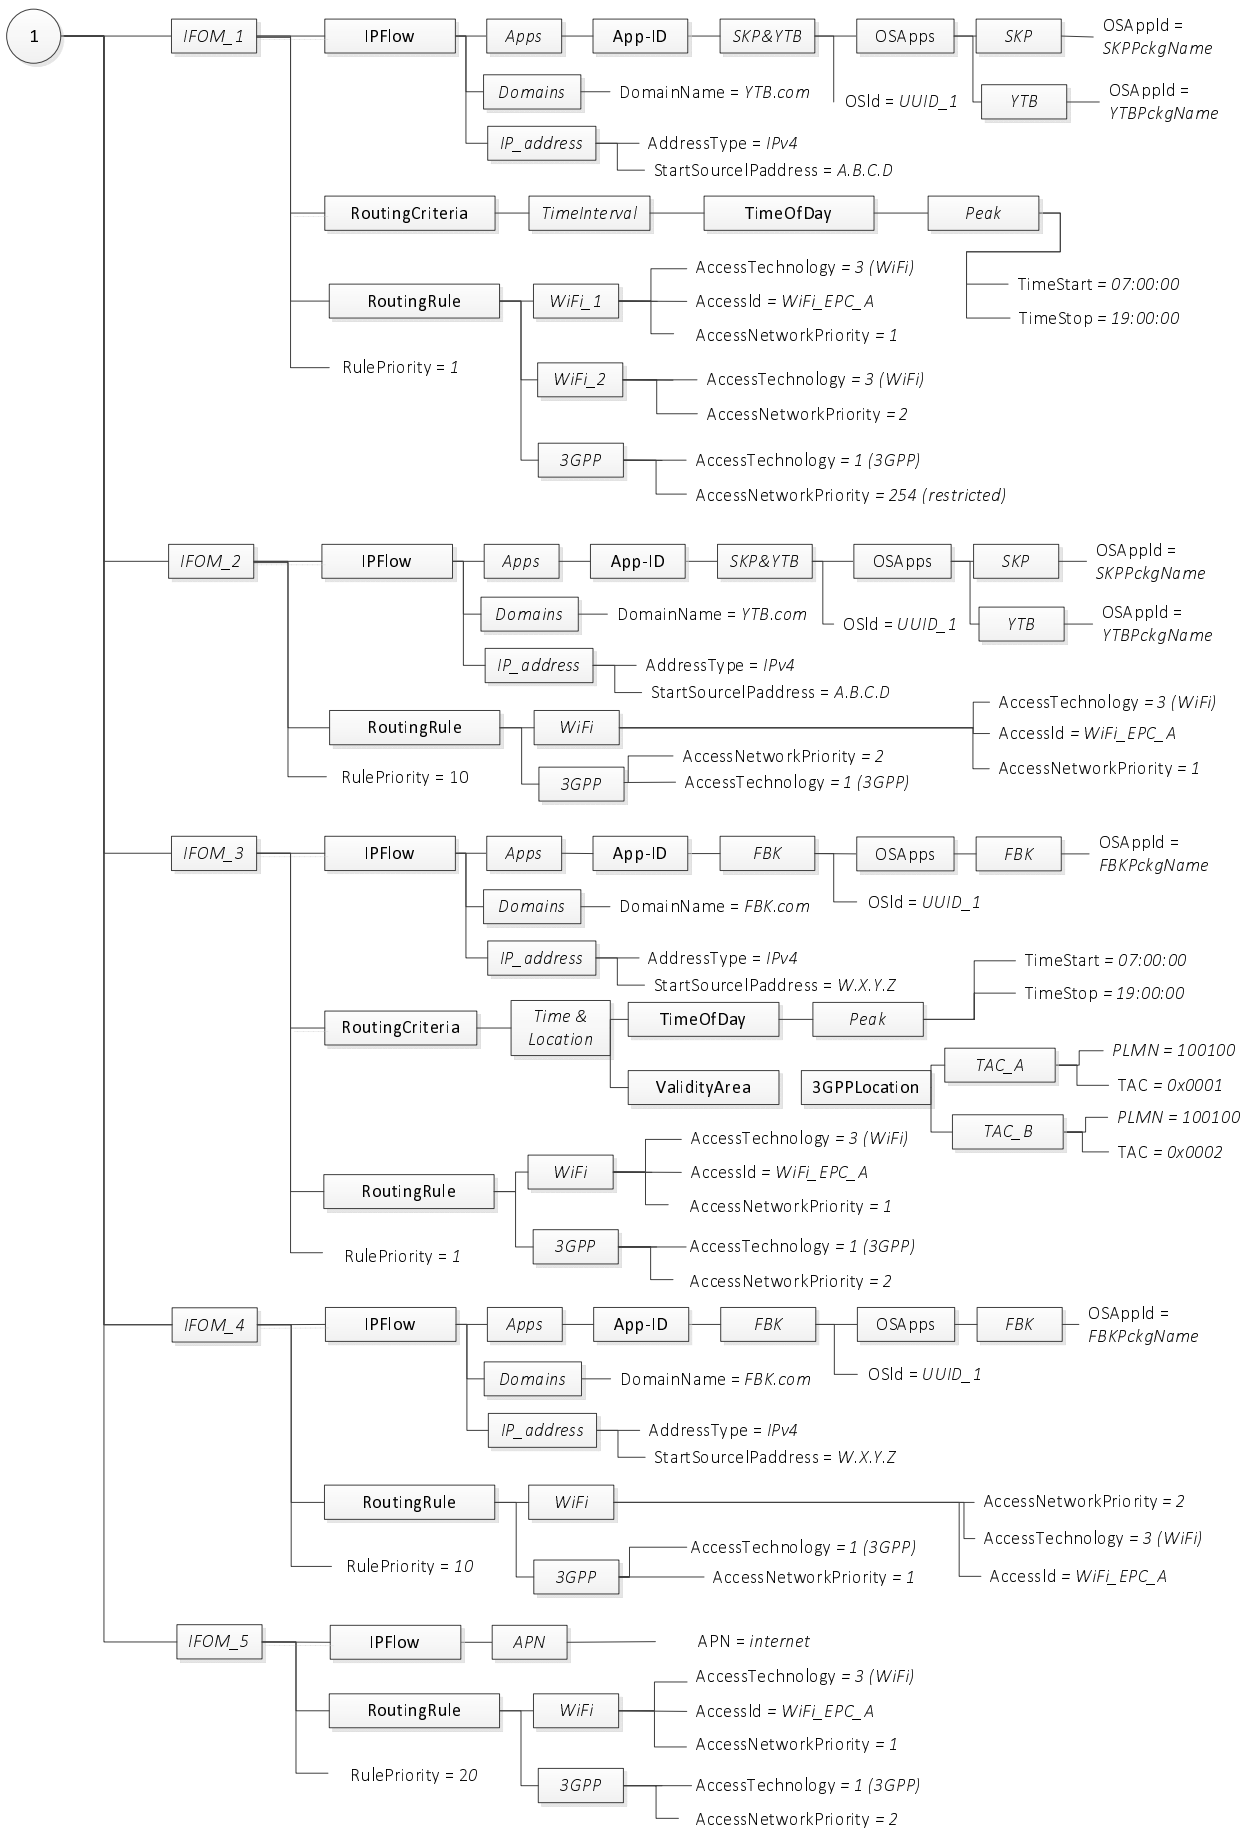 1
IFOM_1
IPFlow
Apps
App-ID
SKP&YTB
OSApps
SKP
OSAppId =
SKPPckgName
Domains
DomainName = YTB.com
OSId = UUID_1
YTB
OSAppId =
YTBPckgName
IP_address
AddressType = IPv4
StartSourceIPaddress = A.B.C.D
RoutingCriteria
TimeInterval
TimeOfDay
Peak
TimeStart = 07:00:00
TimeStop = 19:00:00
RoutingRule
WiFi_1
AccessTechnology = 3 (WiFi)
AccessId = WiFi_EPC_A
AccessNetworkPriority = 1
RulePriority = 1
WiFi_2
AccessTechnology = 3 (WiFi)
AccessNetworkPriority = 2
3GPP
AccessTechnology = 1 (3GPP)
AccessNetworkPriority = 254 (restricted)
IFOM_2
IPFlow
Apps
App-ID
SKP&YTB
OSApps
SKP
OSAppId =
SKPPckgName
Domains
DomainName = YTB.com
OSId = UUID_1
YTB
OSAppId =
YTBPckgName
IP_address
AddressType = IPv4
StartSourceIPaddress = A.B.C.D
RoutingRule
WiFi
AccessTechnology = 3 (WiFi)
AccessId = WiFi_EPC_A
AccessNetworkPriority = 1
RulePriority = 10
3GPP
AccessNetworkPriority = 2
AccessTechnology = 1 (3GPP)
IFOM_3
IPFlow
Apps
App-ID
FBK
OSApps
FBK
OSAppId =
FBKPckgName
Domains
DomainName = FBK.com
OSId = UUID_1
IP_address
AddressType = IPv4
StartSourceIPaddress = W.X.Y.Z
RoutingCriteria
Time &
Location
TimeOfDay
Peak
TimeStart = 07:00:00
TimeStop = 19:00:00
ValidityArea
3GPPLocation
TAC_A
PLMN = 100100
TAC = 0x0001
TAC_B
PLMN = 100100
TAC = 0x0002
RoutingRule
WiFi
AccessTechnology = 3 (WiFi)
AccessId = WiFi_EPC_A
AccessNetworkPriority = 1
RulePriority = 1
3GPP
AccessTechnology = 1 (3GPP)
AccessNetworkPriority = 2
IFOM_4
IPFlow
Apps
App-ID
FBK
OSApps
FBK
OSAppId =
FBKPckgName
Domains
DomainName = FBK.com
OSId = UUID_1
IP_address
AddressType = IPv4
StartSourceIPaddress = W.X.Y.Z
RoutingRule
WiFi
AccessNetworkPriority = 2
AccessTechnology = 3 (WiFi)
AccessId = WiFi_EPC_A
RulePriority = 10
3GPP
AccessTechnology = 1 (3GPP)
AccessNetworkPriority = 1
IFOM_5
IPFlow
APN
APN = internet
RoutingRule
WiFi
AccessTechnology = 3 (WiFi)
AccessId = WiFi_EPC_A
AccessNetworkPriority = 1
RulePriority = 20
3GPP
AccessTechnology = 1 (3GPP)
AccessNetworkPriority = 2